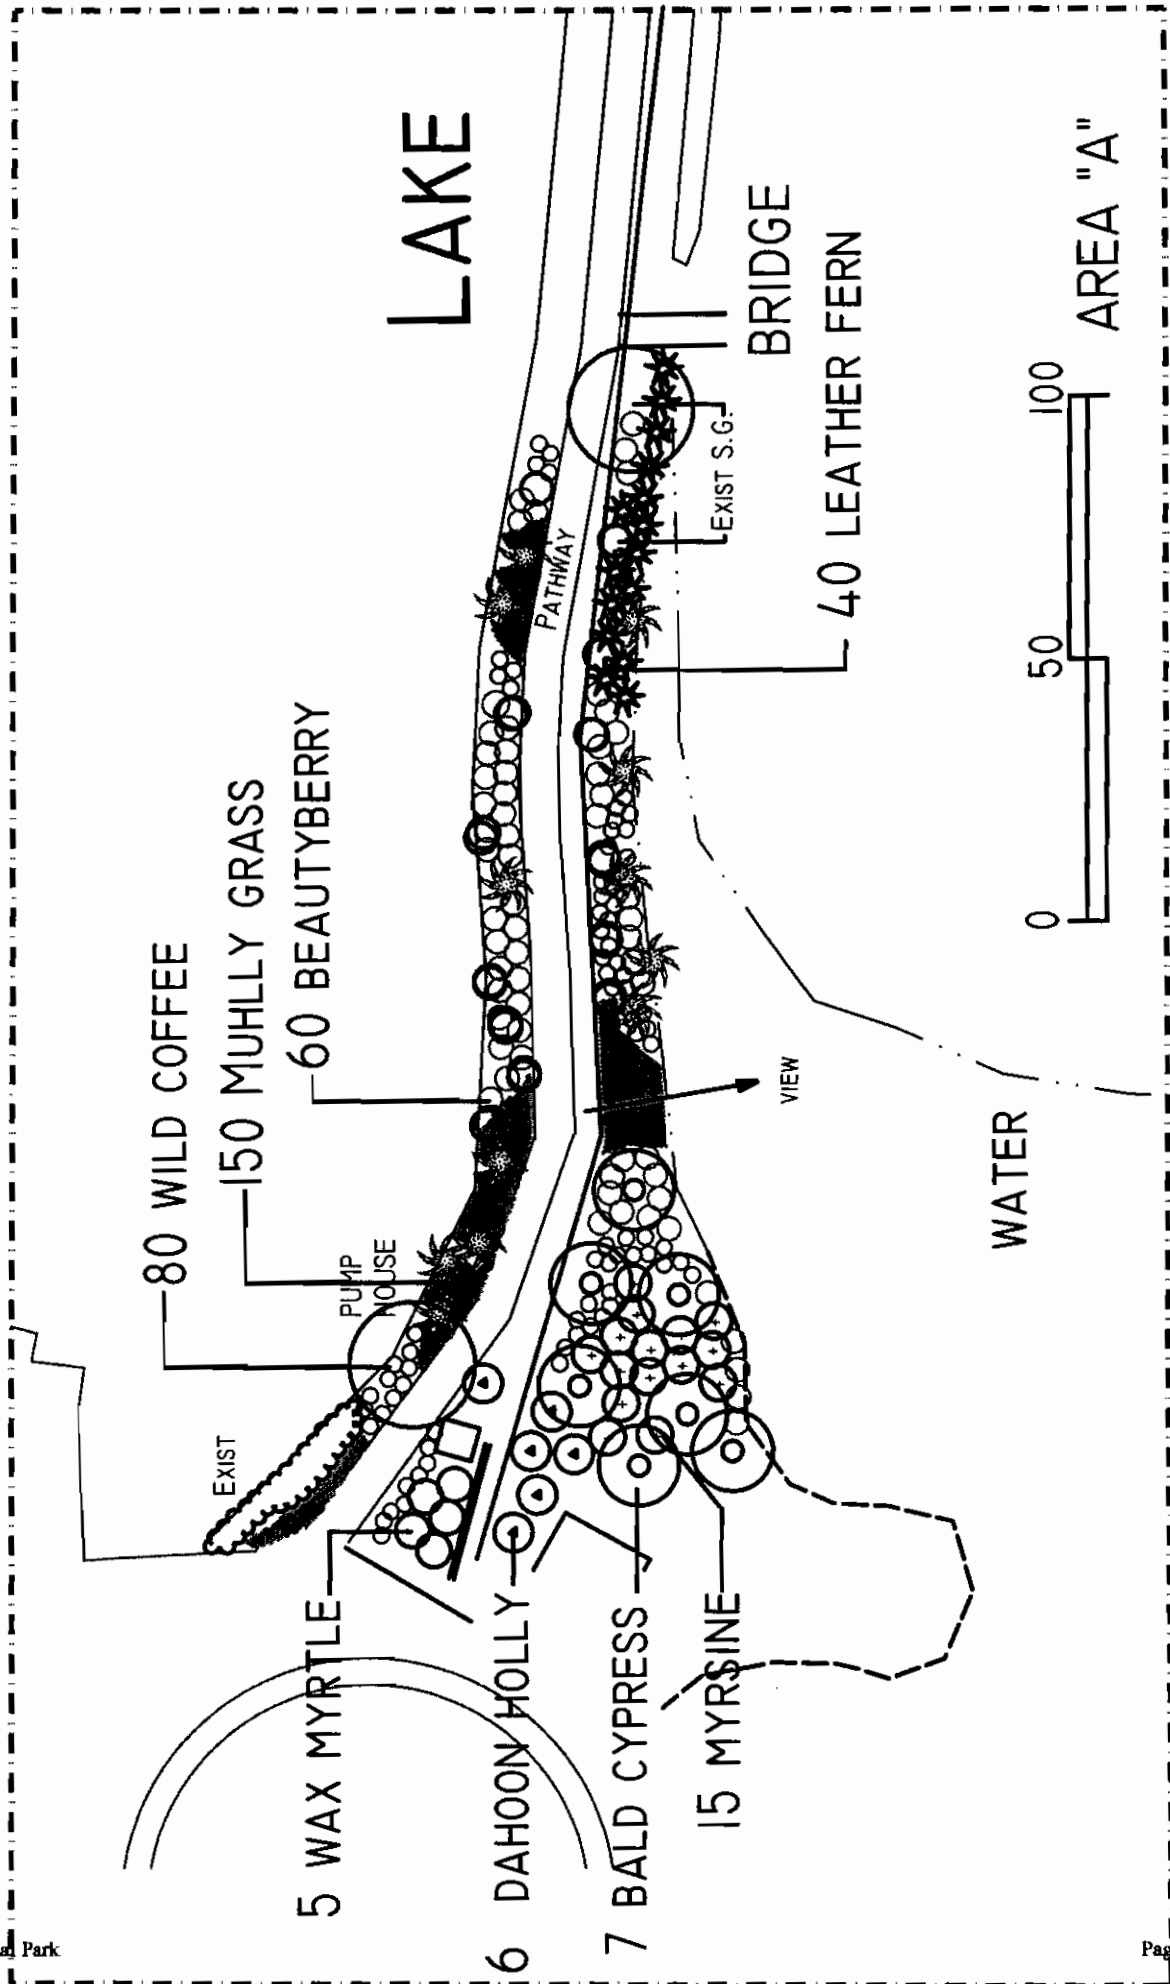 LAKE
80 WILD COFFEE
150 MUHLLY GRASS
60 BEAUTYBERRY
PUMP
HOUSE
EXIST
PATHWAY
BRIDGE
EXIST S.G.
40 LEATHER FERN
VIEW
WATER
5 WAX MYRTLE
6 DAHOON HOLLY
7 BALD CYPRESS
15 MYRSINE
0 50 100
AREA "A"
Park